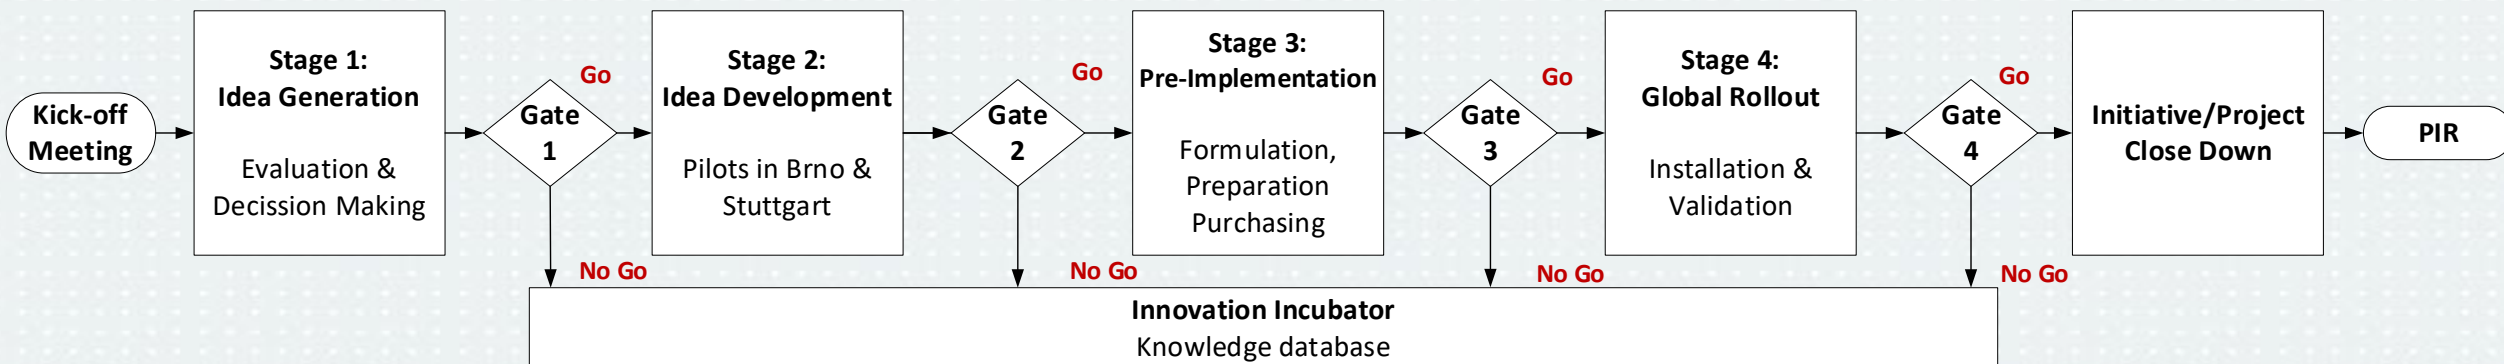 Kick-off
Meeting
Stage 1:
Idea Generation
Evaluation &
Decission Making
Go
Gate
1
No Go
Stage 2:
Idea Development
Pilots in Brno &
Stuttgart
Go
Gate
2
No Go
Stage 3:
Pre-Implementation
Formulation,
Preparation
Purchasing
Go
Gate
3
No Go
Stage 4:
Global Rollout
Installation &
Validation
Go
Gate
4
No Go
Initiative/Project
Close Down
PIR
Innovation Incubator
Knowledge database